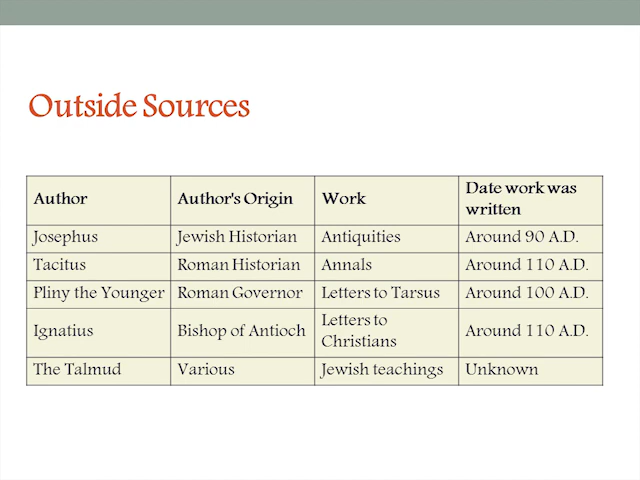 Outside Sources
Author Author's Origin Work Date work was
written
Josephus Jewish Historian Antiquities Around 90 A.D.
Tacitus Roman Historian Annals Around 110 A.D.
Pliny the Younger Roman Governor Letters to Tarsus Around 100 A.D.
Ignatius Bishop of Antioch Letters to
Christians Around 110 A.D.
The Talmud Various Jewish teachings Unknown